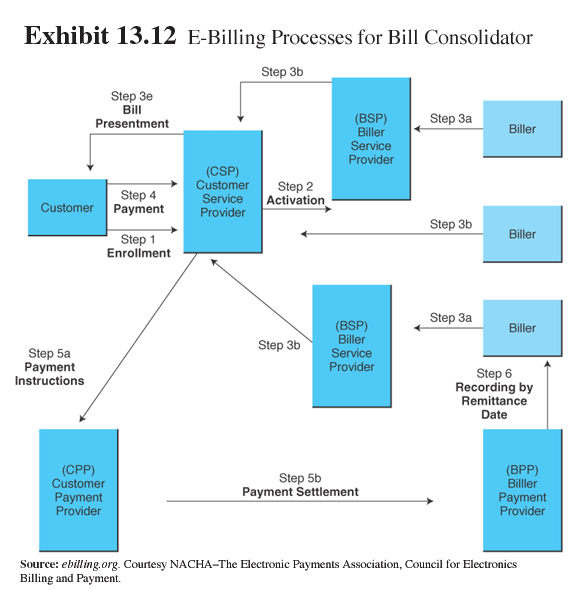 Exhibit 13.12 E-Billing Processes for Bill Consolidator
Step 3b
Step 3e
Bill
Presentment
(BSP)
Biller
Service
Provider
Step 3a
Biller
(CSP)
Customer
Service
Provider
Customer
Step 4
Payment
Step 2
Activation
Step 1
Enrollment
Step 3b
Biller
Step 3b
(BSP)
Biller
Service
Provider
Step 3a
Biller
Step 5a
Payment
Instructions
Step 6
Recording by
Remittance
Date
(CPP)
Customer
Payment
Provider
Step 5b
Payment Settlement
(BPP)
Billler
Payment
Provider
Source: ebilling.org. Courtesy NACHA–The Electronic Payments Association, Council for Electronics
Billing and Payment.